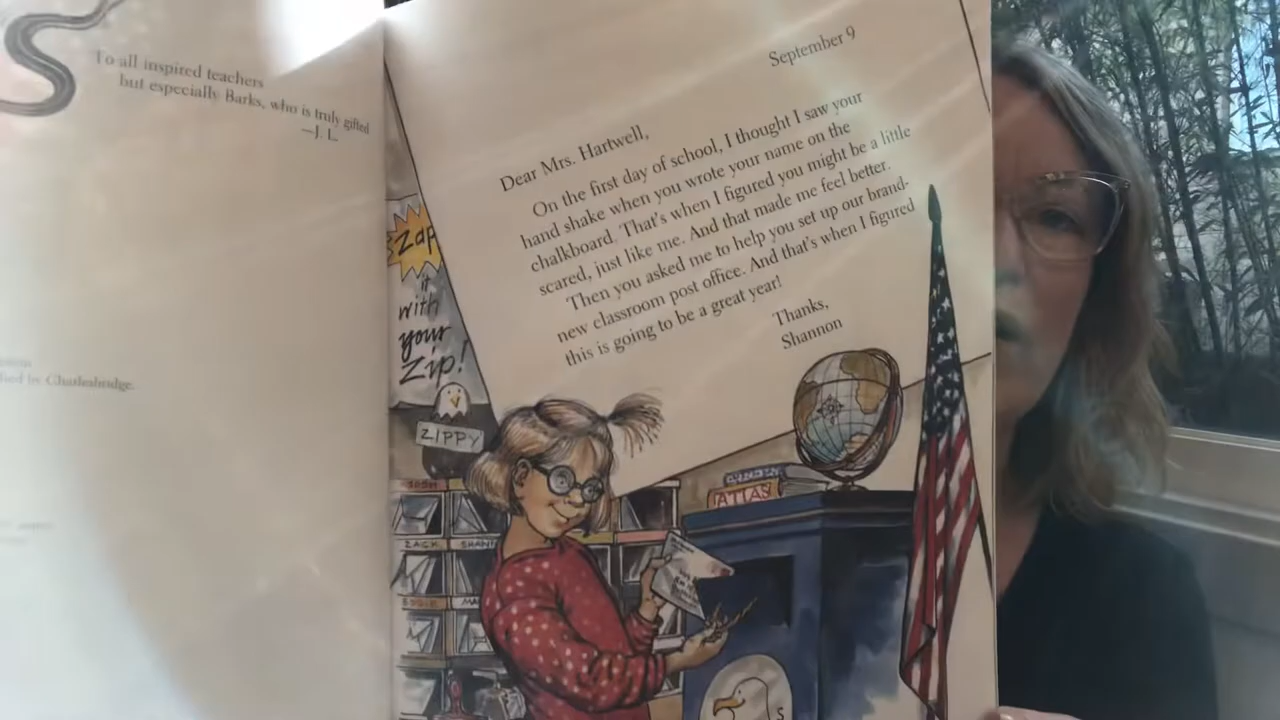 To all inspired teachers
but especially Barks, who is truly gifted
—J. L.
by Charlesbridge.
September 9
Dear Mrs. Hartwell,
On the first day of school, I thought I saw your
hand shake when you wrote your name on the
chalkboard. That's when I figured you might be a little
scared, just like me. And that made me feel better.
Then you asked me to help you set up our brand-
new classroom post office. And that's when I figured
this is going to be a great year!
Thanks,
Shannon
Zap
it
with
your
Zip!
ZIPPY
ZACK
SHAN
ATLAS